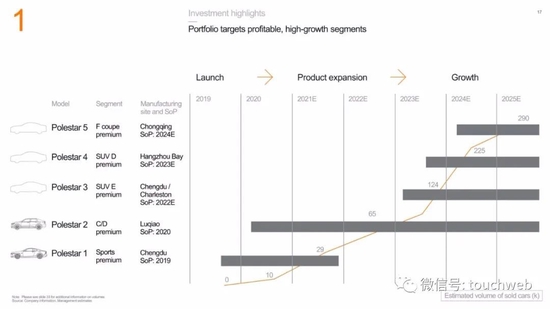 1
Investment highlights
17
Portfolio targets profitable, high-growth segments
Launch
Product expansion
Growth
Model
Segment
Manufacturing
site and SoP
2019
2020
2021E
2022E
2023E
2024E
2025E
Polestar 5
F coupe
premium
Chongqing
SoP: 2024E
290
Polestar 4
SUV D
premium
Hangzhou Bay
SoP: 2023E
225
Polestar 3
SUV E
premium
Chengdu /
Charleston
SoP: 2022E
124
Polestar 2
C/D
premium
Luqiao
SoP: 2020
65
Polestar 1
Sports
premium
Chengdu
SoP: 2019
29
0
10
微信号: touchweb
Estimated volume of sold cars (k)
Note: Please see slide 23 for additional information on volumes
Source: Company information, Management estimates